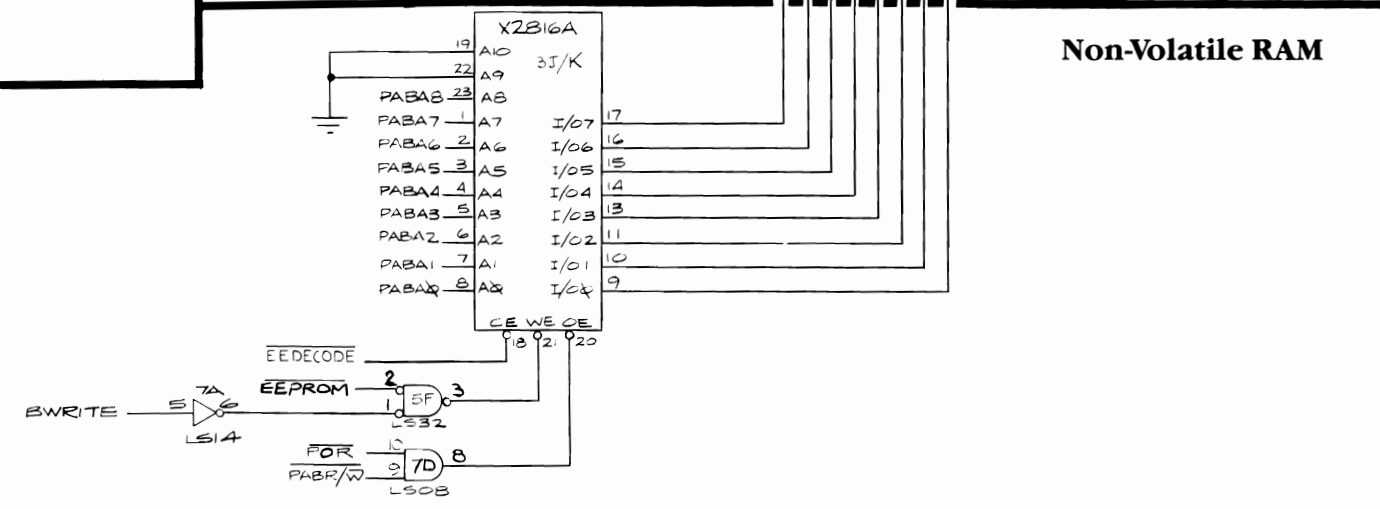 X2816A
Non-Volatile RAM
3J/K
19 A10
22 A9
PABA8 23 A8
PABA7 1 A7 I/O7 17
PABA6 2 A6 I/O6 16
PABA5 3 A5 I/O5 15
PABA4 4 A4 I/O4 14
PABA3 5 A3 I/O3 13
PABA2 6 A2 I/O2 11
PABA1 7 A1 I/O1 10
PABA0 8 A0 I/O0 9
CE WE OE
18 21 20
EEDECODE
EEPROM 2 5F 3
1
LS32
BWRITE 5 7A 6
LS14
POR 10 7D 8
PABR/W 9
LS08